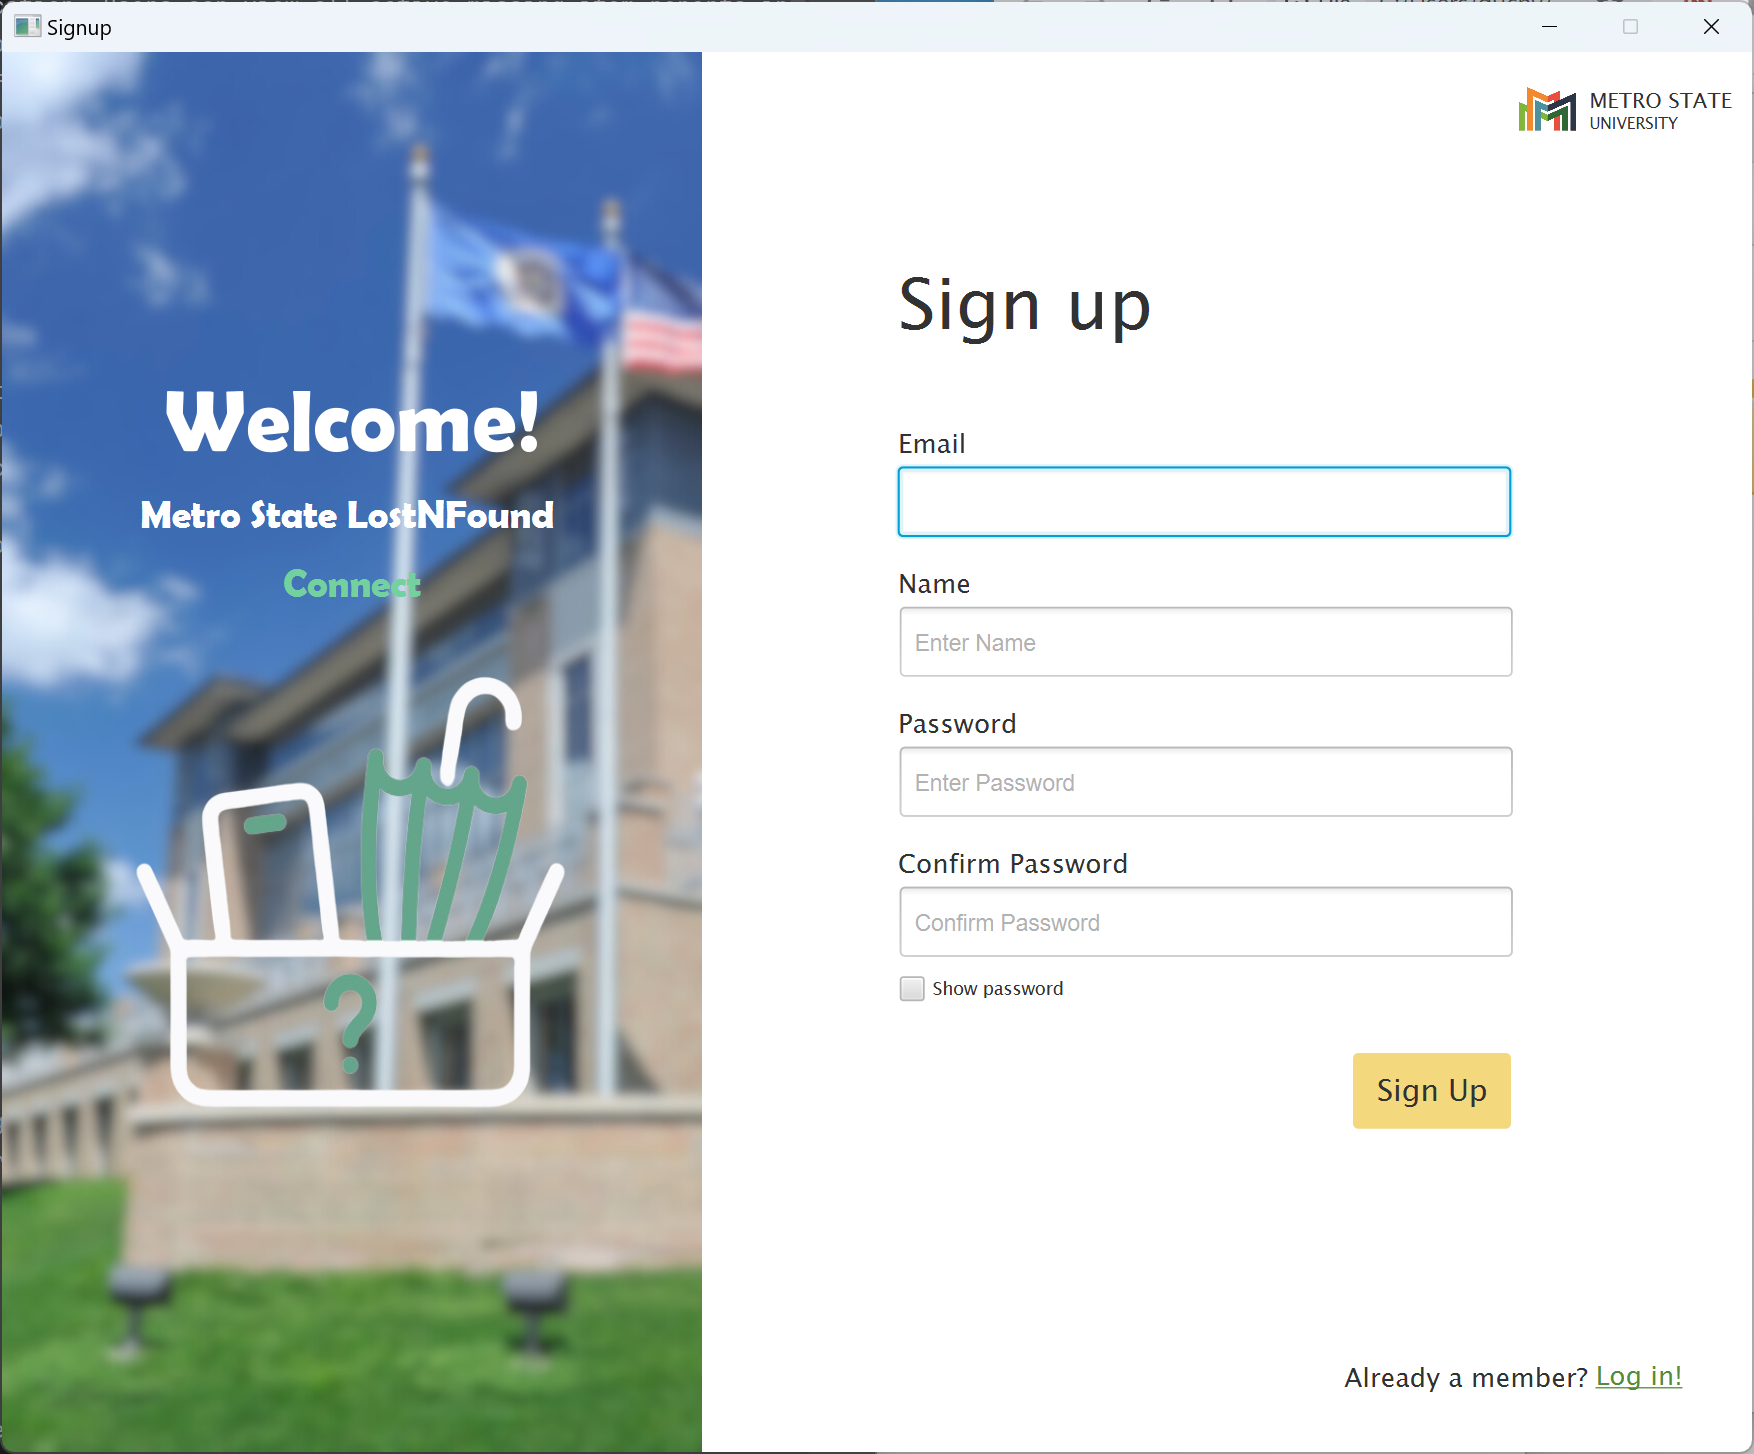 Signup
METRO STATE
UNIVERSITY
Welcome!
Metro State LostNFound
Connect
?
Sign up
Email
Name
Enter Name
Password
Enter Password
Confirm Password
Confirm Password
Show password
Sign Up
Already a member? Log in!